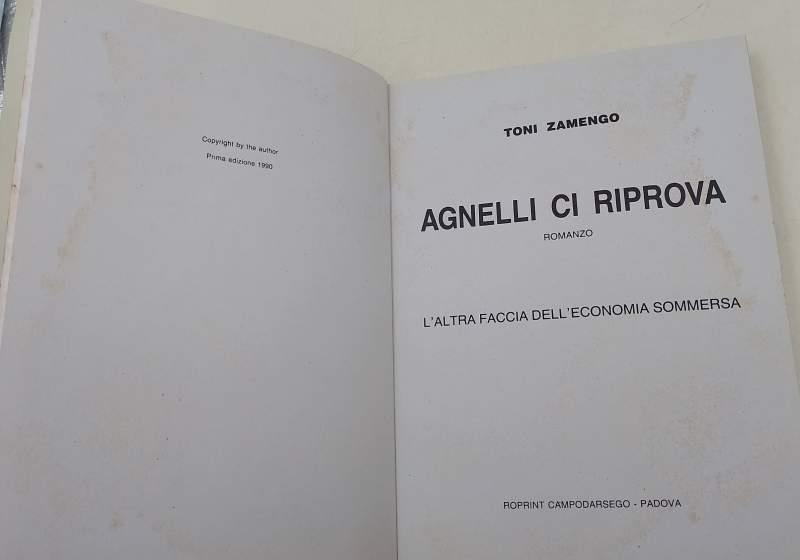 Copyright by the author
Prima edizione 1990
TONI ZAMENGO
AGNELLI CI RIPROVA
ROMANZO
L'ALTRA FACCIA DELL'ECONOMIA SOMMERSA
ROPRINT CAMPODARSEGO - PADOVA